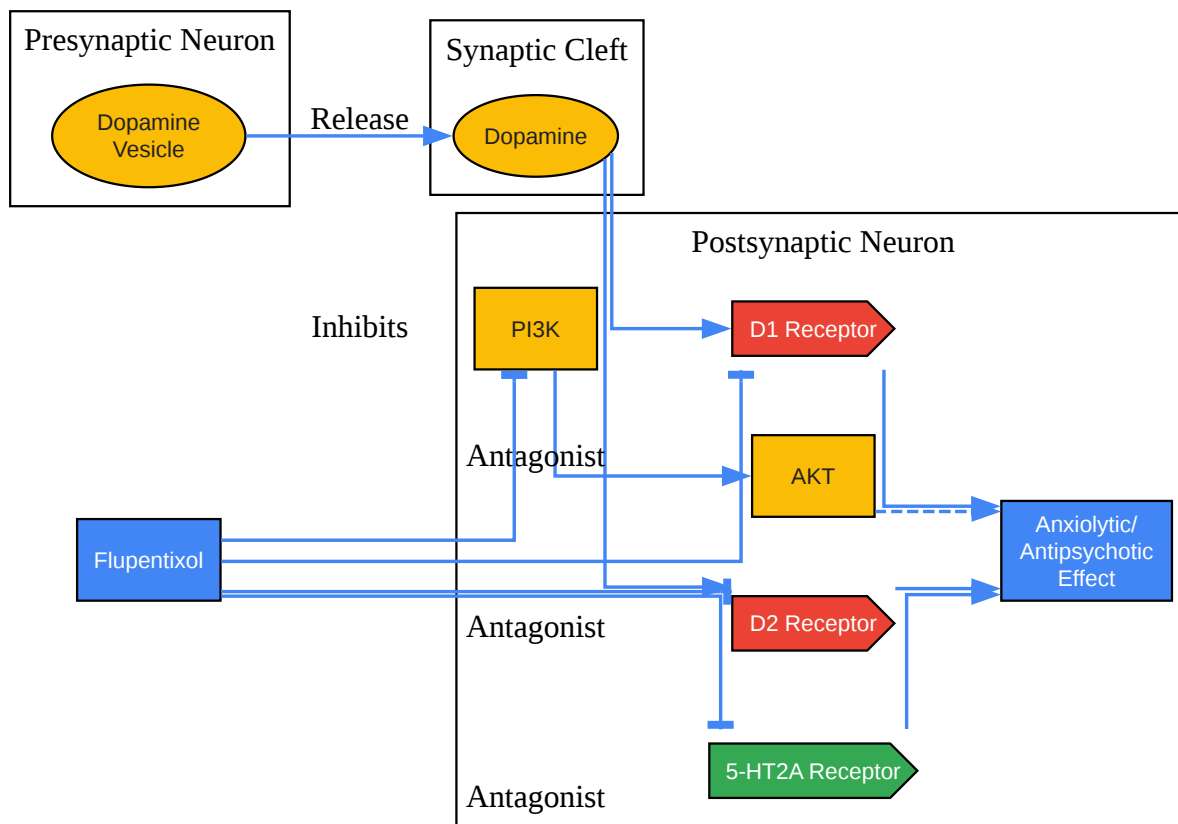 Presynaptic Neuron
Synaptic Cleft
Dopamine
Vesicle
Release
Dopamine
Postsynaptic Neuron
Inhibits
PI3K
D1 Receptor
Antagonist
AKT
Flupentixol
Anxiolytic/
Antipsychotic
Effect
Antagonist
D2 Receptor
5-HT2A Receptor
Antagonist